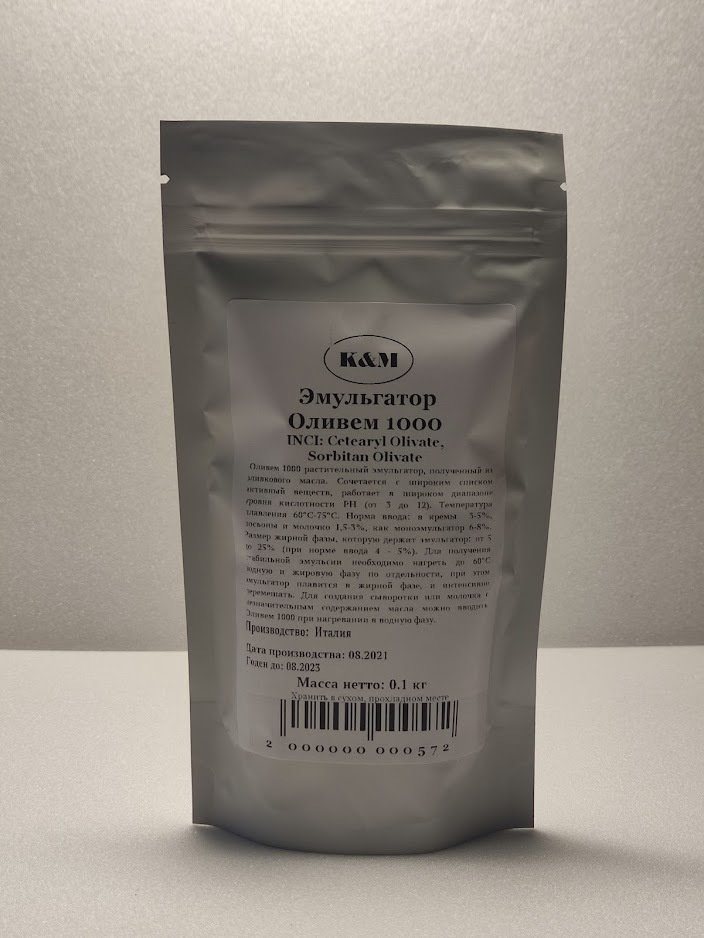 K&M
Эмульгатор
Оливем 1000
INCI: Cetearyl Olivate,
Sorbitan Olivate
Оливем 1000 растительный эмульгатор, полученный из
оливкового масла. Сочетается с широким списком
активный веществ, работает в широком диапазоне
уровня кислотности PH (от 3 до 12). Температура
плавления 68°C-75°C. Норма ввода: в кремы 3-5%,
лосьоны и молочко 1,5-3%, как моноэмульгатор 6-8%.
Размер жирной фазы, которую держит эмульгатор: от 5
до 25% (при норме ввода 4 - 5%). Для получения
стабильной эмульсии необходимо нагреть до 60°C
водную и жировую фазу по отдельности, при этом
эмульгатор плавится в жирной фазе, и интенсивно
перемешать. Для создания сыворотки или молочка с
незначительным содержанием масла можно вводить
Оливем 1000 при нагревании в водную фазу.
Производство: Италия
Дата производства: 08.2021
Годен до: 08.2023
Масса нетто: 0.1 кг
Хранить в сухом, прохладном месте
2 000000 000572